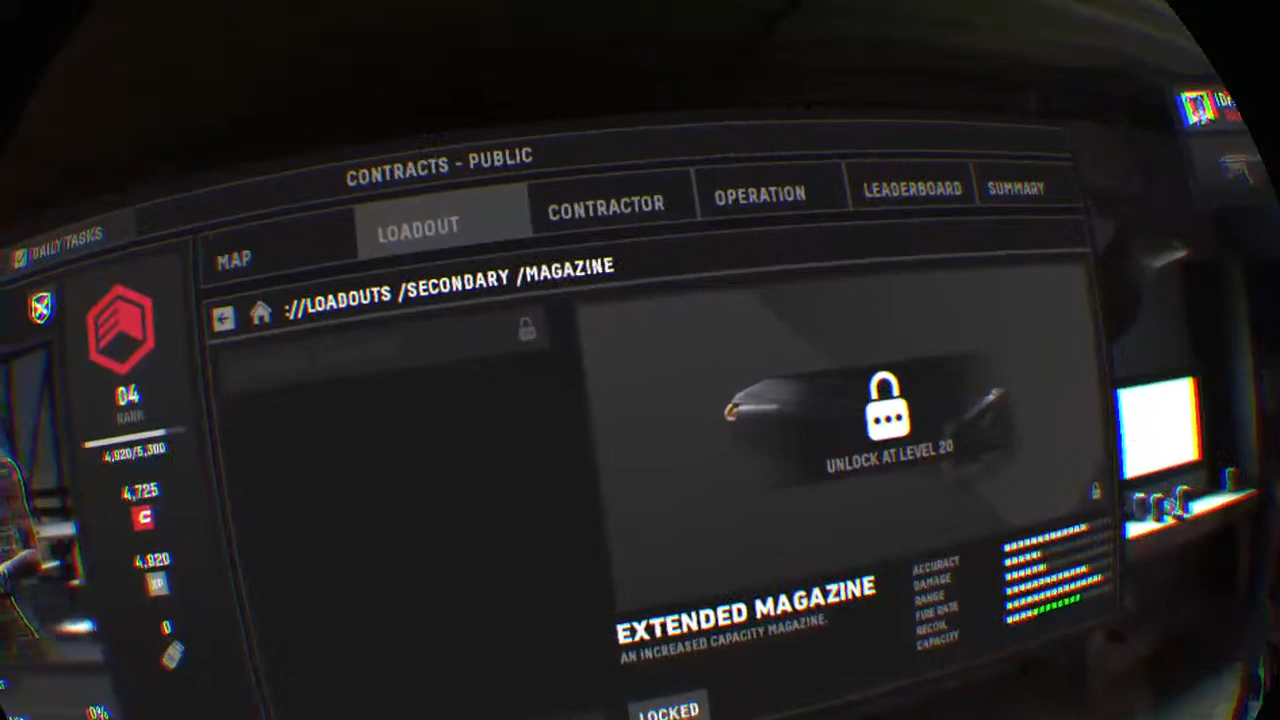 CONTRACTS - PUBLIC
DAILY TASKS
MAP
LOADOUT
CONTRACTOR
OPERATION
LEADERBOARD
SUMMARY
://LOADOUTS /SECONDARY /MAGAZINE
04
RANK
4,920/5,300
4,725
C
4,920
XP
0
0%
UNLOCK AT LEVEL 20
EXTENDED MAGAZINE
AN INCREASED CAPACITY MAGAZINE.
ACCURACY
DAMAGE
RANGE
FIRE RATE
RECOIL
CAPACITY
LOCKED